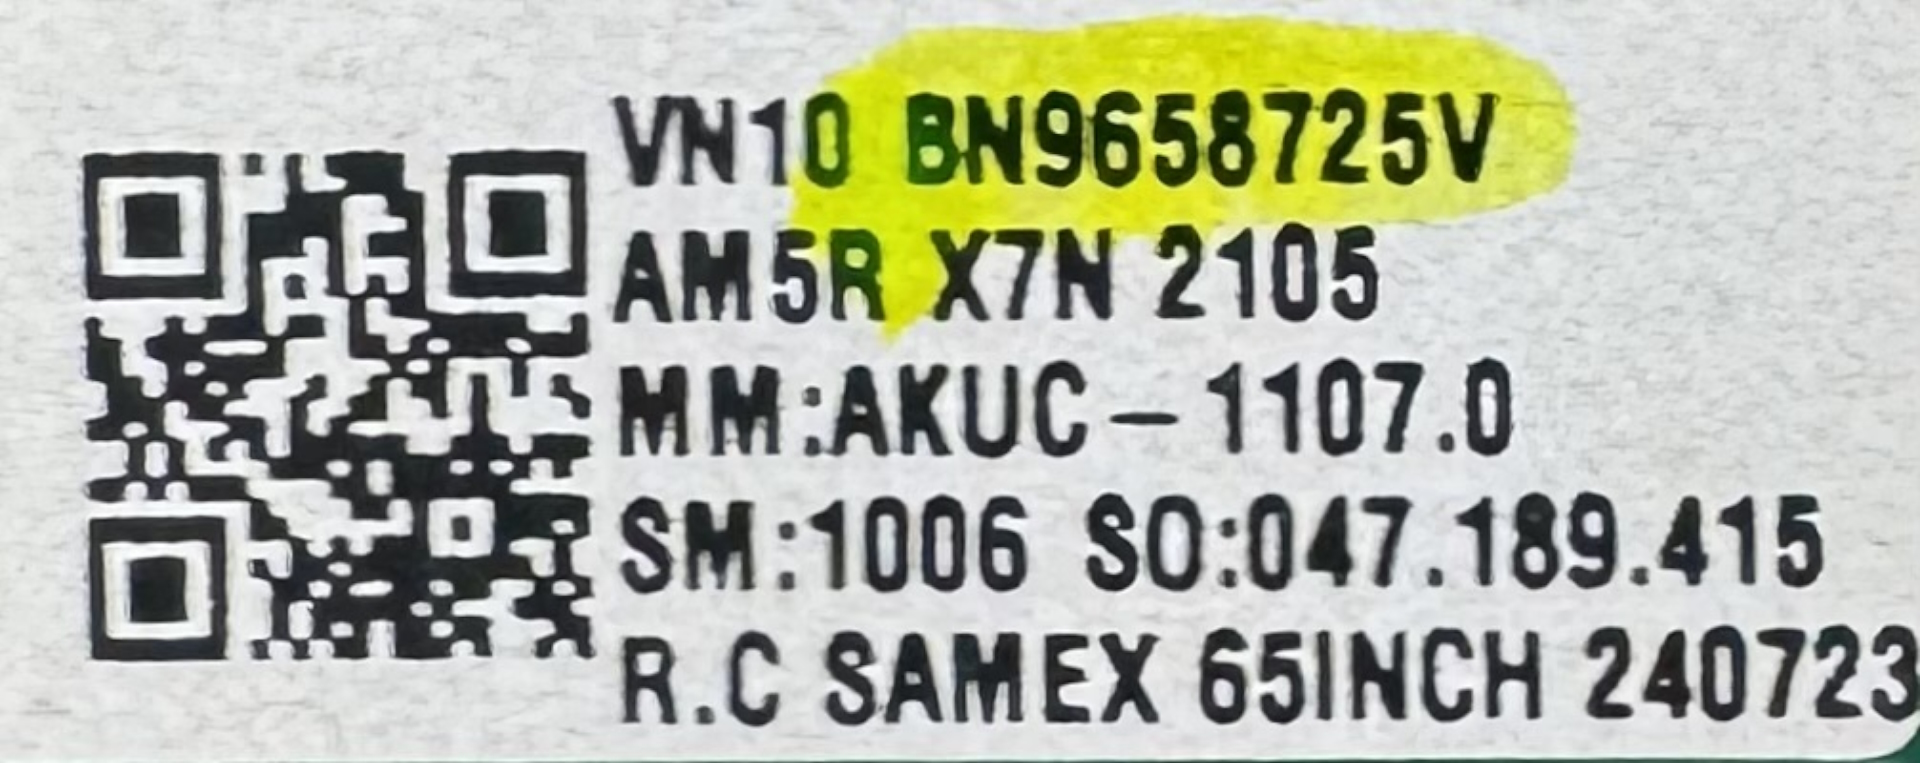 VN10 BN9658725V
AM5R X7N 2105
MM:AKUC-1107.0
SM:1006 SO:047.189.415
R.C SAMEX 65INCH 240723